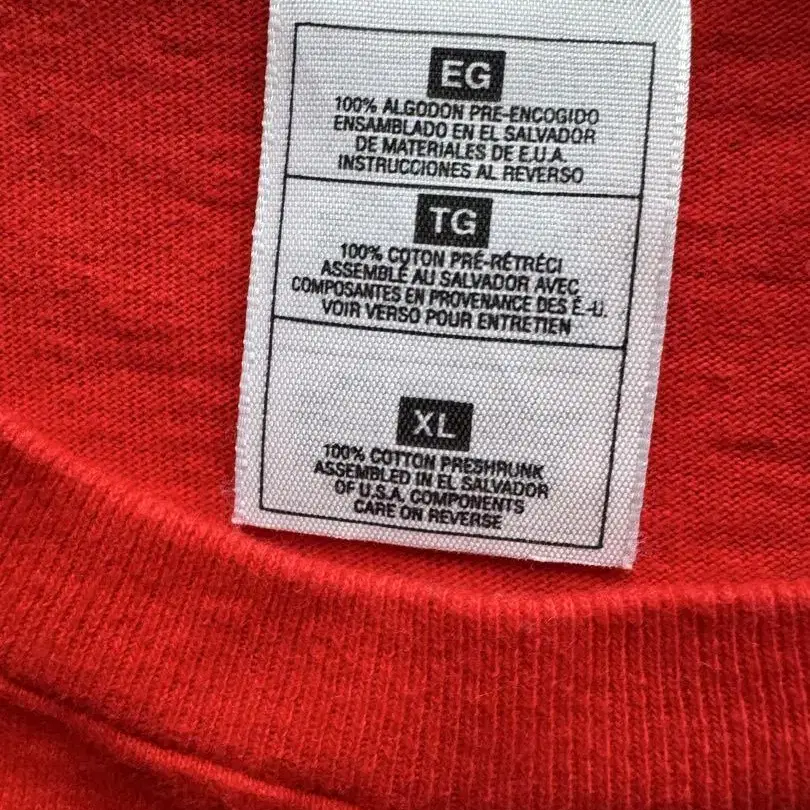 EG
100% ALGODON PRE-ENCOGIDO
ENSAMBLADO EN EL SALVADOR
DE MATERIALES DE E.U.A.
INSTRUCCIONES AL REVERSO
TG
100% COTON PRÉ-RÉTRÉCI
ASSEMBLÉ AU SALVADOR AVEC
COMPOSANTES EN PROVENANCE DES É.-U.
VOIR VERSO POUR ENTRETIEN
XL
100% COTTON PRESHRUNK
ASSEMBLED IN EL SALVADOR
OF U.S.A. COMPONENTS
CARE ON REVERSE